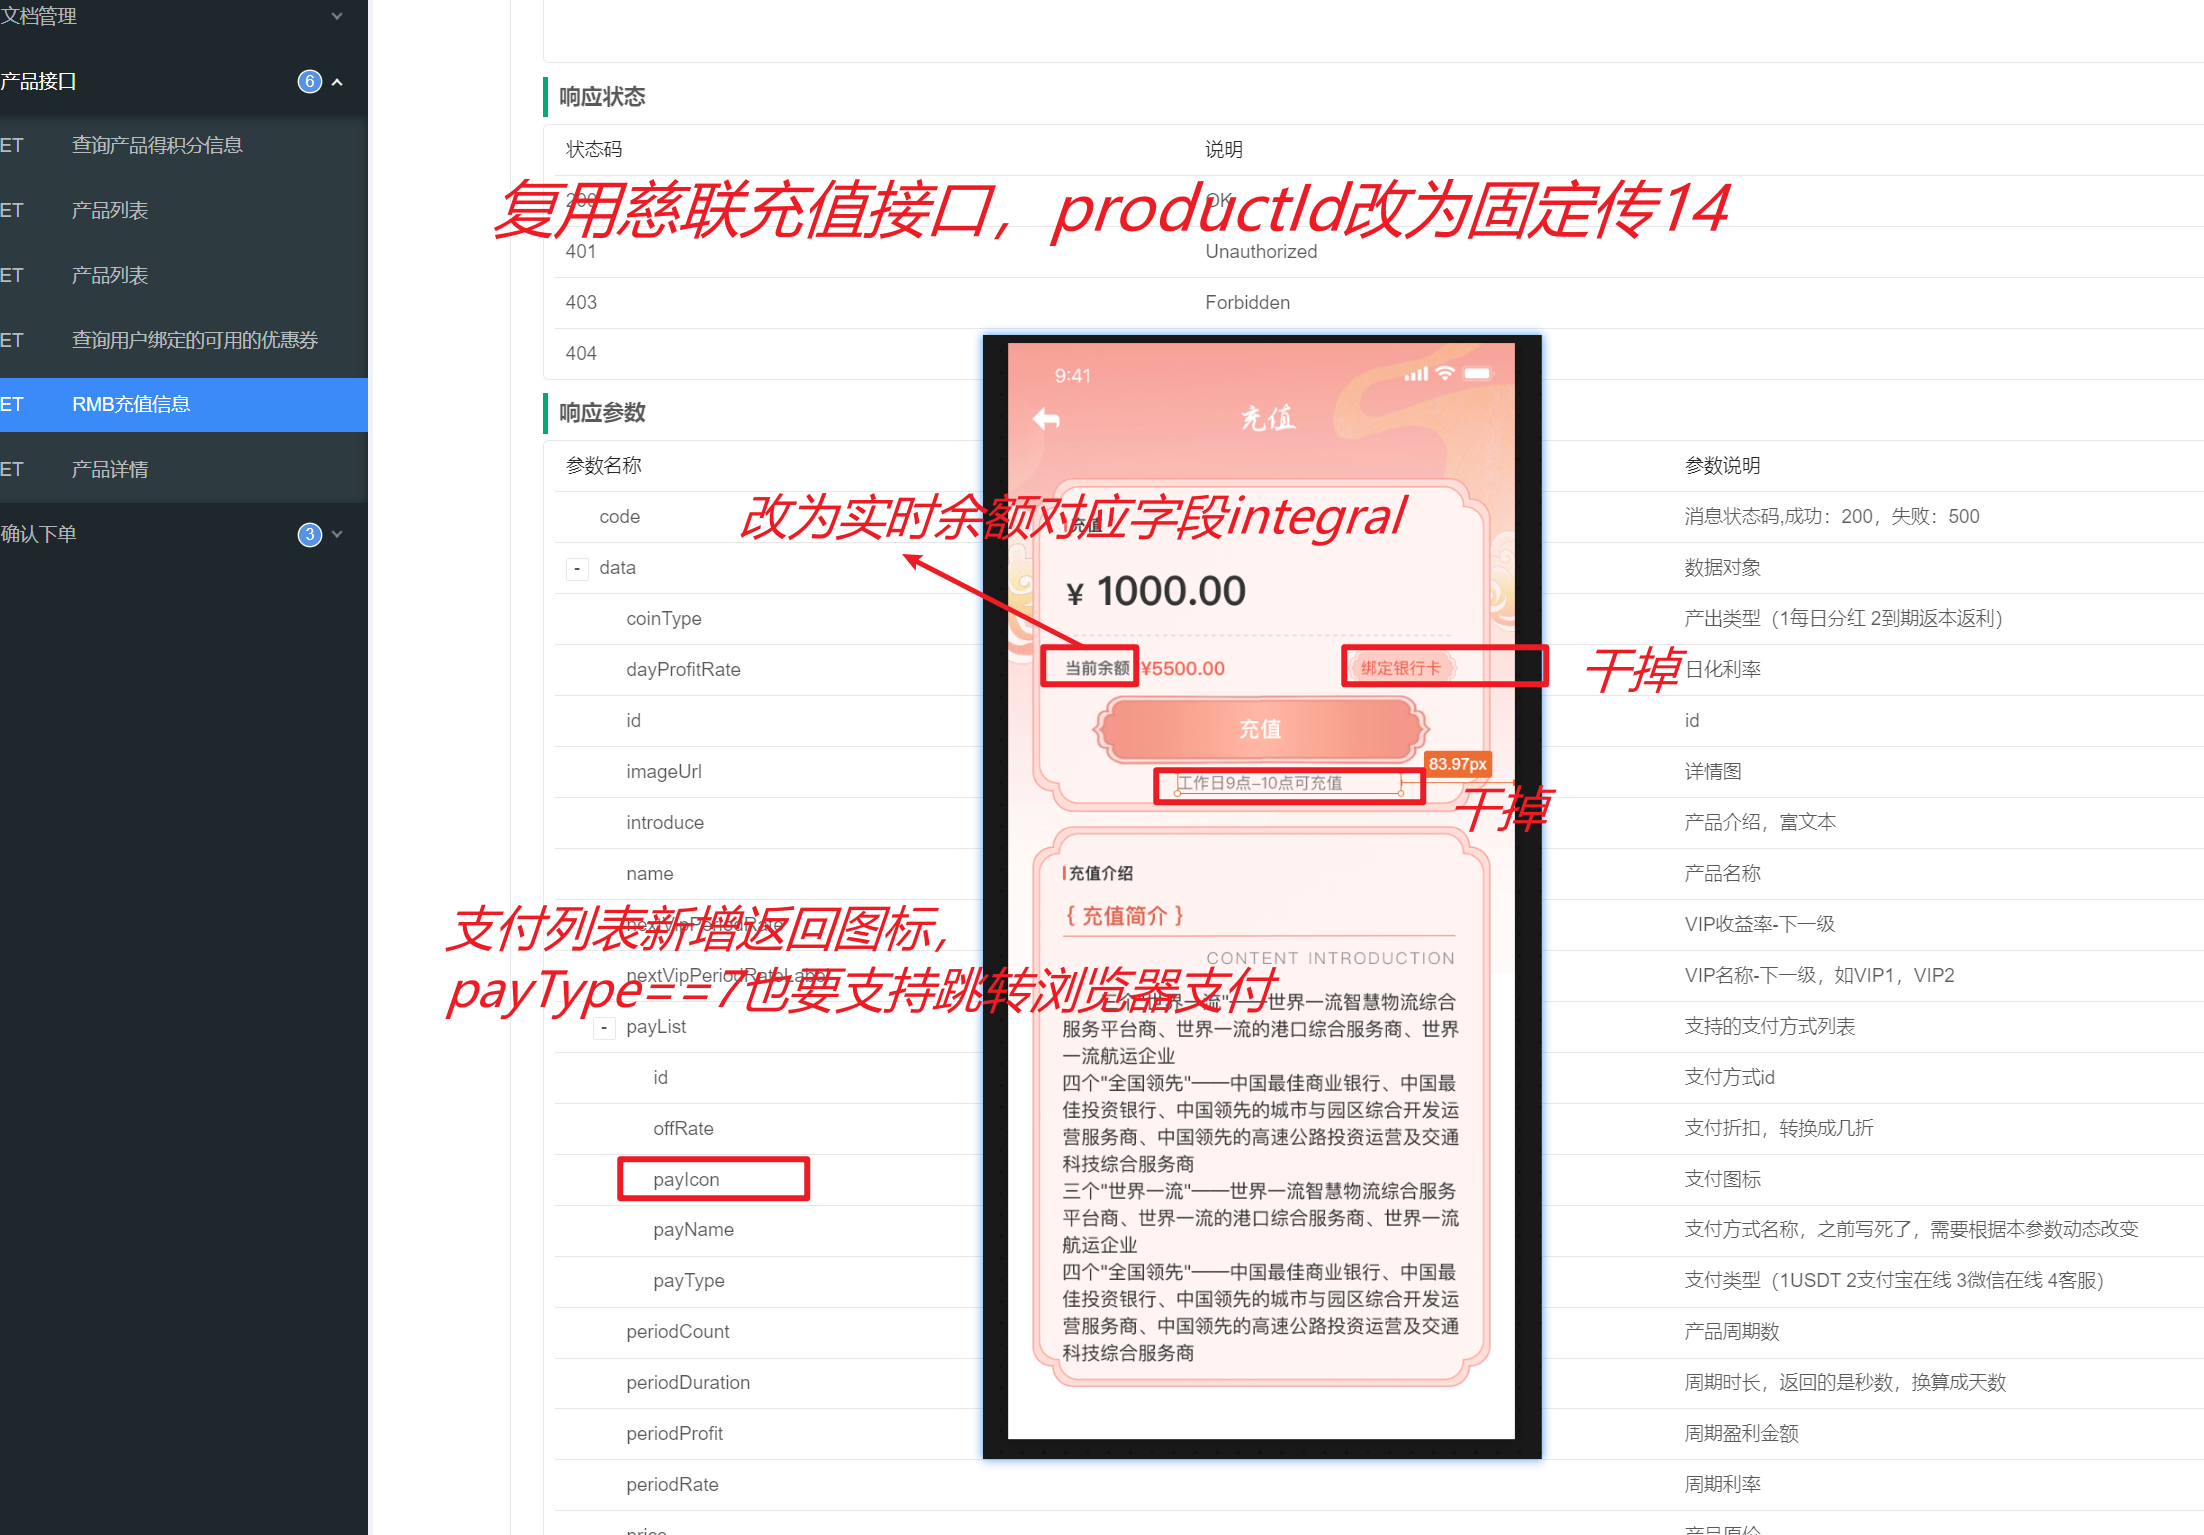 文档管理
产品接口
6
ET 查询产品得积分信息
ET 产品列表
ET 产品列表
ET 查询用户绑定的可用的优惠券
ET RMB充值信息
ET 产品详情
确认下单
3
响应状态
状态码 说明
200 OK
复用慈联充值接口，productId改为固定传14
401 Unauthorized
403 Forbidden
404
响应参数
参数名称 参数说明
code 消息状态码,成功：200，失败：500
- data 数据对象
coinType 产出类型（1每日分红 2到期返本返利）
dayProfitRate 日化利率
id id
imageUrl 详情图
introduce 产品介绍，富文本
name 产品名称
nextVipPeriodRate VIP收益率-下一级
nextVipPeriodRateLabel VIP名称-下一级，如VIP1，VIP2
- payList 支持的支付方式列表
id 支付方式id
offRate 支付折扣，转换成几折
payIcon 支付图标
payName 支付方式名称，之前写死了，需要根据本参数动态改变
payType 支付类型（1USDT 2支付宝在线 3微信在线 4客服）
periodCount 产品周期数
periodDuration 周期时长，返回的是秒数，换算成天数
periodProfit 周期盈利金额
periodRate 周期利率
price 产品原价
9:41
充值
改为实时余额对应字段integral
充值
¥ 1000.00
当前余额 ¥5500.00
绑定银行卡
干掉
充值
83.97px
工作日9点-10点可充值
干掉
充值介绍
{ 充值简介 }
CONTENT INTRODUCTION
支付列表新增返回图标，
payType==7也要支持跳转浏览器支付
三个"世界一流"——世界一流智慧物流综合
服务平台商、世界一流的港口综合服务商、世界
一流航运企业
四个"全国领先"——中国最佳商业银行、中国最
佳投资银行、中国领先的城市与园区综合开发运
营服务商、中国领先的高速公路投资运营及交通
科技综合服务商
三个"世界一流"——世界一流智慧物流综合服务
平台商、世界一流的港口综合服务商、世界一流
航运企业
四个"全国领先"——中国最佳商业银行、中国最
佳投资银行、中国领先的城市与园区综合开发运
营服务商、中国领先的高速公路投资运营及交通
科技综合服务商